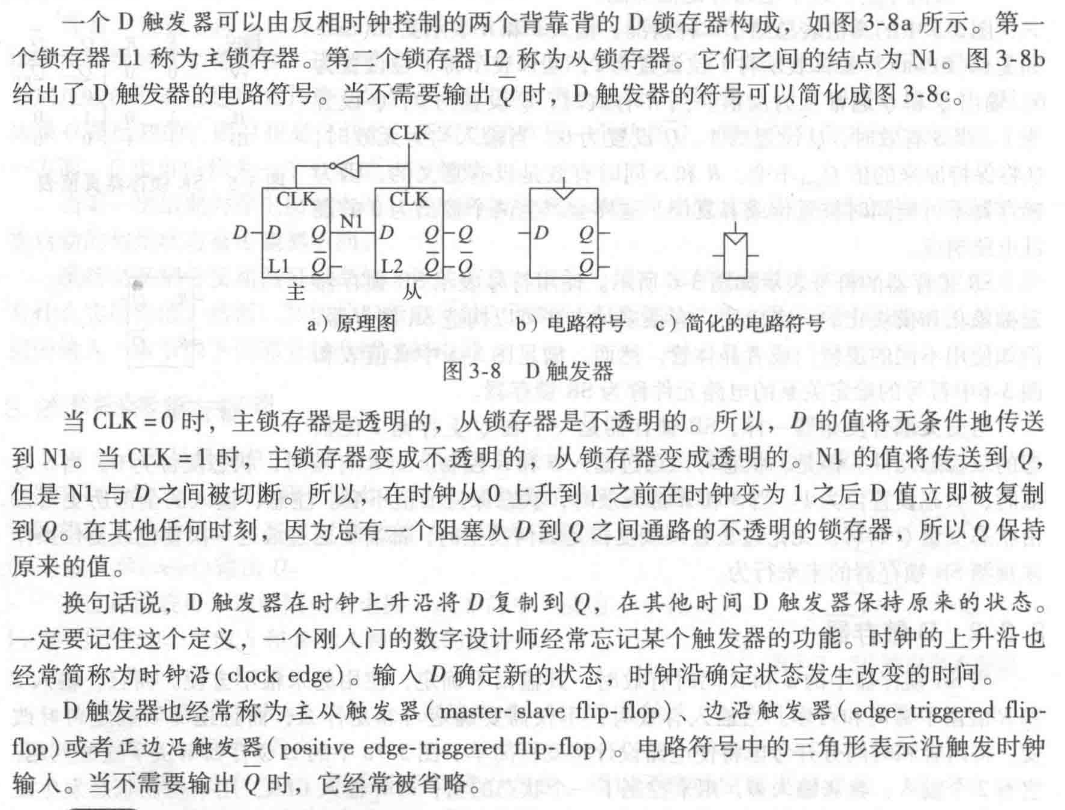 一个 D 触发器可以由反相时钟控制的两个背靠背的 D 锁存器构成，如图 3-8a 所示。第一
个锁存器 L1 称为主锁存器。第二个锁存器 L2 称为从锁存器。它们之间的结点为 N1。图 3-8b
给出了 D 触发器的电路符号。当不需要输出 Q 时，D 触发器的符号可以简化成图 3-8c。
CLK
CLK CLK
D D Q N1 D Q Q D Q
L1 Q̅ L2 Q̅ Q̅ Q̅
主 从
a) 原理图 b) 电路符号 c) 简化的电路符号
图 3-8 D 触发器
当 CLK = 0 时，主锁存器是透明的，从锁存器是不透明的。所以，D 的值将无条件地传送
到 N1。当 CLK = 1 时，主锁存器变成不透明的，从锁存器变成透明的。N1 的值将传送到 Q，
但是 N1 与 D 之间被切断。所以，在时钟从 0 上升到 1 之前在时钟变为 1 之后 D 值立即被复制
到 Q。在其他任何时刻，因为总有一个阻塞从 D 到 Q 之间通路的不透明的锁存器，所以 Q 保持
原来的值。
换句话说，D 触发器在时钟上升沿将 D 复制到 Q，在其他时间 D 触发器保持原来的状态。
一定要记住这个定义，一个刚入门的数字设计师经常忘记某个触发器的功能。时钟的上升沿也
经常简称为时钟沿(clock edge)。输入 D 确定新的状态，时钟沿确定状态发生改变的时间。
D 触发器也经常称为主从触发器(master-slave flip-flop)、边沿触发器(edge-triggered flip-
flop)或者正边沿触发器(positive edge-triggered flip-flop)。电路符号中的三角形表示沿触发时钟
输入。当不需要输出 Q 时，它经常被省略。